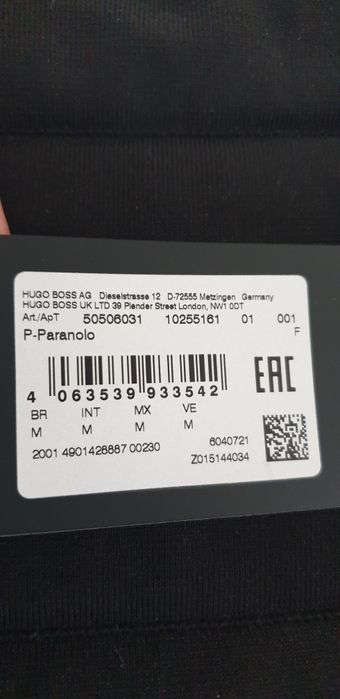 HUGO BOSS AG Dieselstrasse 12 D-72555 Metzingen Germany
HUGO BOSS UK LTD 39 Plender Street London, NW1 0DT
Art./ApT 50506031 10255161 01 001
P-Paranolo F
4 063539 933542
EAC
BR INT MX VE
M M M M
2001 4901428887 00230 6040721
Z015144034